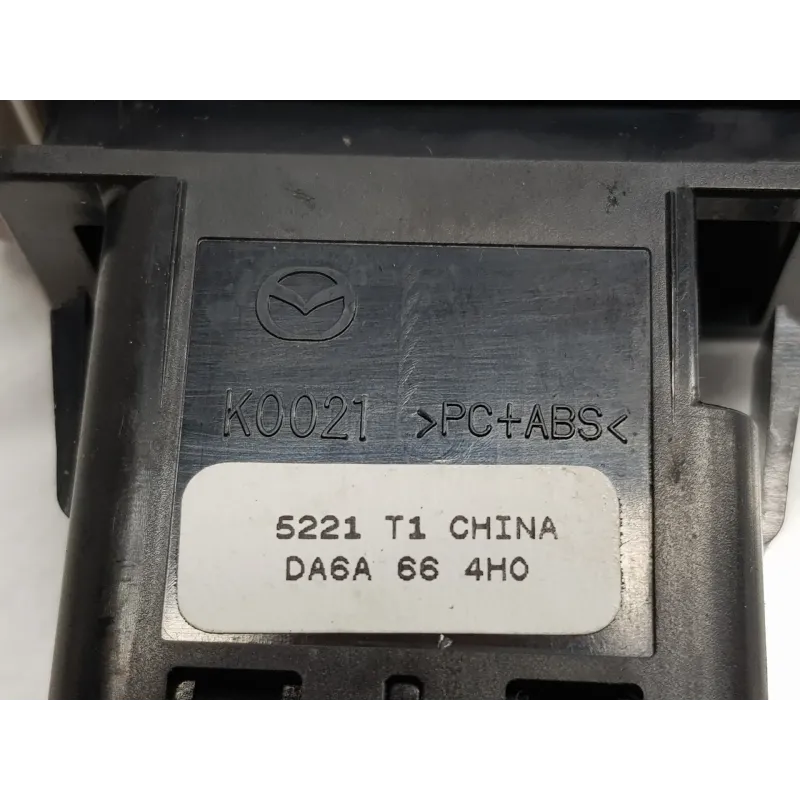 K0021 >PC+ABS<
5221 T1 CHINA
DA6A 66 4H0